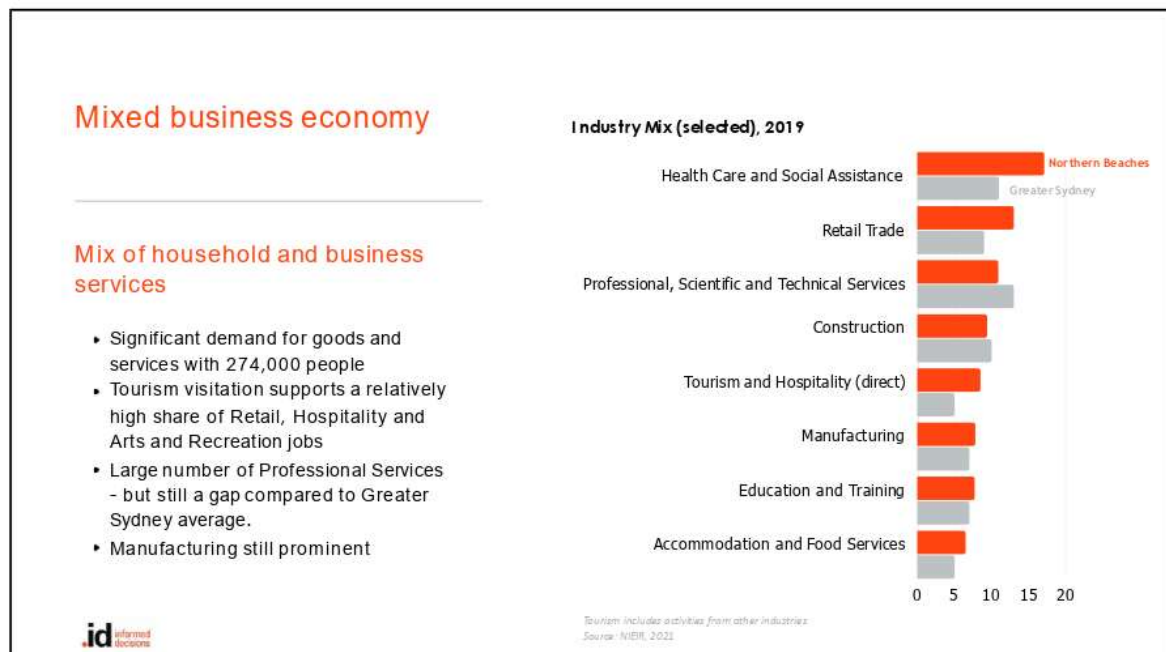 Mixed business economy
Mix of household and business
services
• Significant demand for goods and
services with 274,000 people
• Tourism visitation supports a relatively
high share of Retail, Hospitality and
Arts and Recreation jobs
• Large number of Professional Services
- but still a gap compared to Greater
Sydney average.
• Manufacturing still prominent
.id informed
decisions
Industry Mix (selected), 2019
Health Care and Social Assistance
Northern Beaches
Greater Sydney
Retail Trade
Professional, Scientific and Technical Services
Construction
Tourism and Hospitality (direct)
Manufacturing
Education and Training
Accommodation and Food Services
0 5 10 15 20
Tourism includes activities from other industries.
Source: NIEIR, 2021